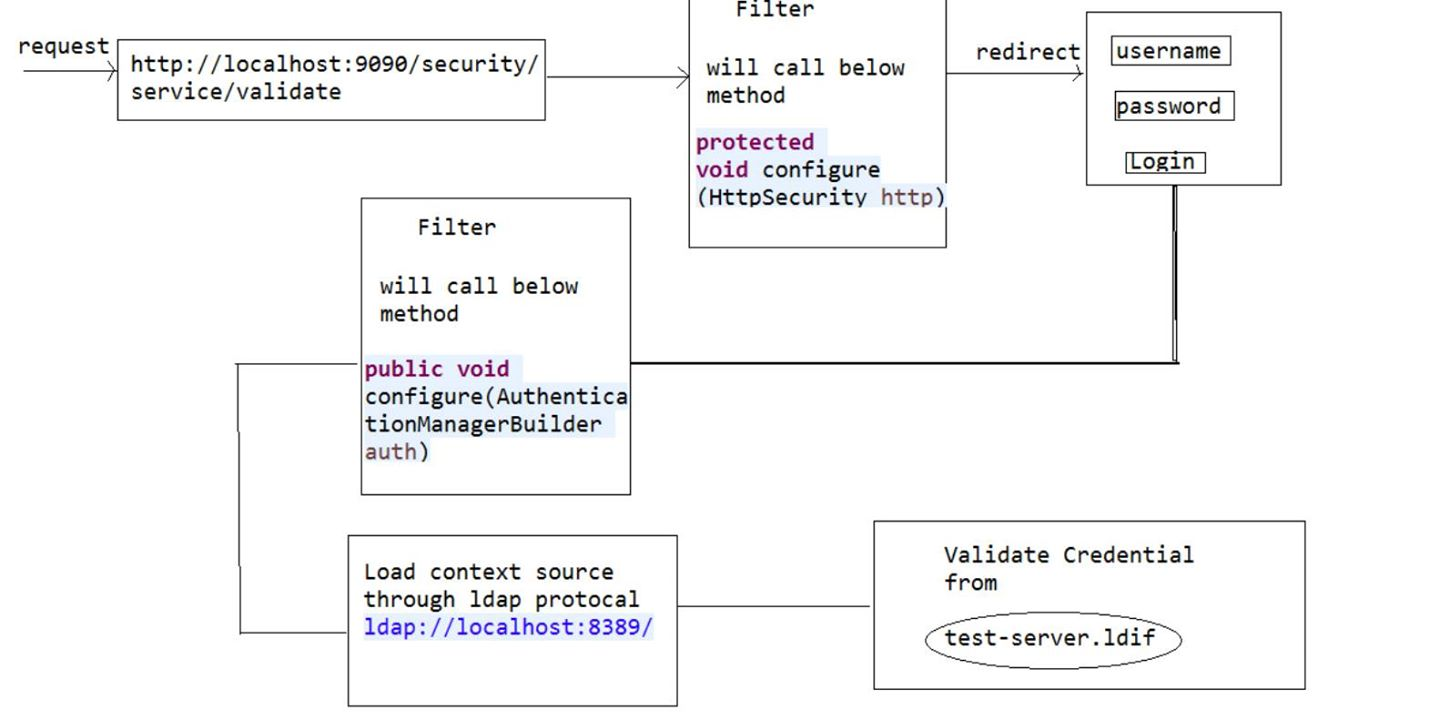 request
http://localhost:9090/security/
service/validate
Filter
will call below
method
protected
void configure
(HttpSecurity http)
redirect
username
password
Login
Filter
will call below
method
public void
configure(Authentica
tionManagerBuilder
auth)
Load context source
through ldap protocal
ldap://localhost:8389/
Validate Credential
from
test-server.ldif